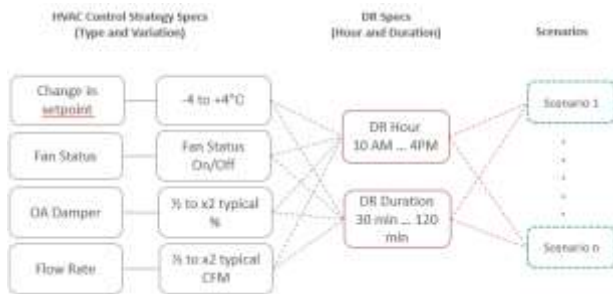 HVAC Control Strategy Specs
(Type and Variation)
DR Specs
(Hour and Duration)
Scenarios
Change in
setpoint
-4 to +4°C
Fan Status
Fan Status
On/Off
OA Damper
½ to x2 typical
%
Flow Rate
½ to x2 typical
CFM
DR Hour
10 AM ... 4PM
DR Duration
30 min ... 120
min
Scenario 1
Scenario n